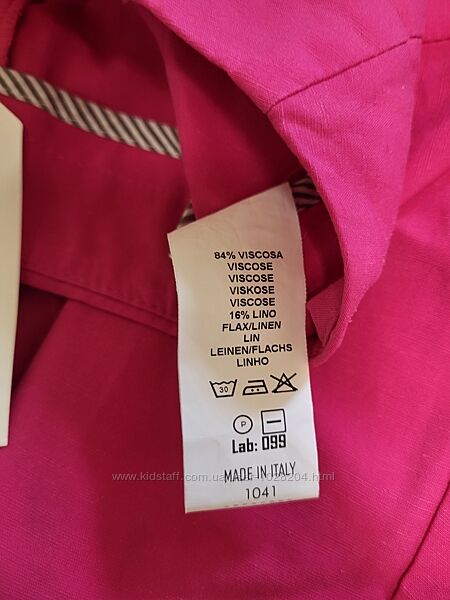 84% VISCOSA
VISCOSE
VISCOSE
VISKOSE
VISCOSE
16% LINO
FLAX/LINEN
LIN
LEINEN/FLACHS
LINHO
30
P
Lab: 099
MADE IN ITALY
1041